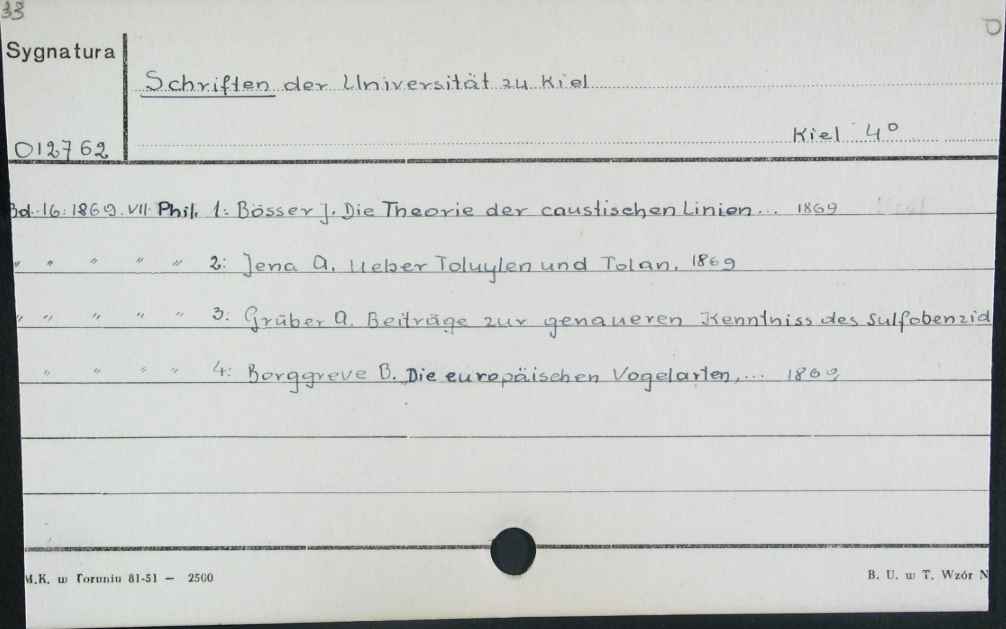 33
Sygnatura
Schriften der Universität zu Kiel
Kiel 4°
012762
Bd. 16: 1869. VII. Phil. 1: Bösser J. Die Theorie der caustischen Linien... 1869
" " " " " 2: Jena A. Ueber Toluylen und Tolan. 1869
" " " " " 3: Grüber A. Beiträge zur genaueren Kenntniss des Sulfobenzid
" " " " 4: Borggreve B. Die europäischen Vogelarten,... 1869
M.K. w Toruniu 81-51 — 2500
B. U. w T. Wzór N